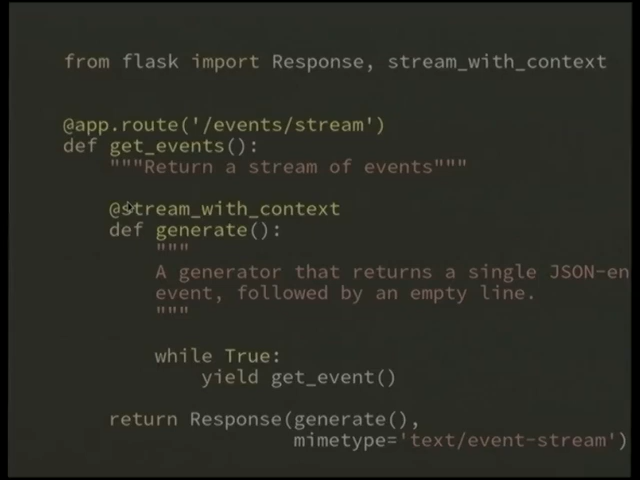 from flask import Response, stream_with_context
@app.route('/events/stream')
def get_events():
"""Return a stream of events"""
@stream_with_context
def generate():
"""
A generator that returns a single JSON-en
event, followed by an empty line.
"""
while True:
yield get_event()
return Response(generate(),
mimetype='text/event-stream')